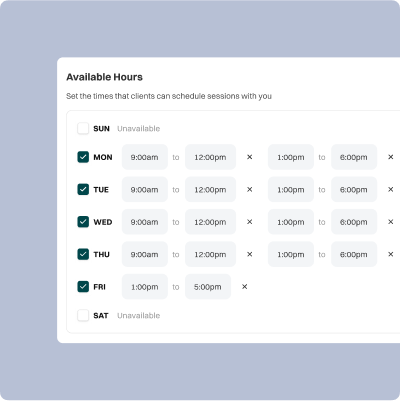 Available Hours
Set the times that clients can schedule sessions with you
SUN Unavailable
MON 9:00am to 12:00pm × 1:00pm to 6:00pm ×
TUE 9:00am to 12:00pm × 1:00pm to 6:00pm ×
WED 9:00am to 12:00pm × 1:00pm to 6:00pm ×
THU 9:00am to 12:00pm × 1:00pm to 6:00pm ×
FRI 1:00pm to 5:00pm ×
SAT Unavailable